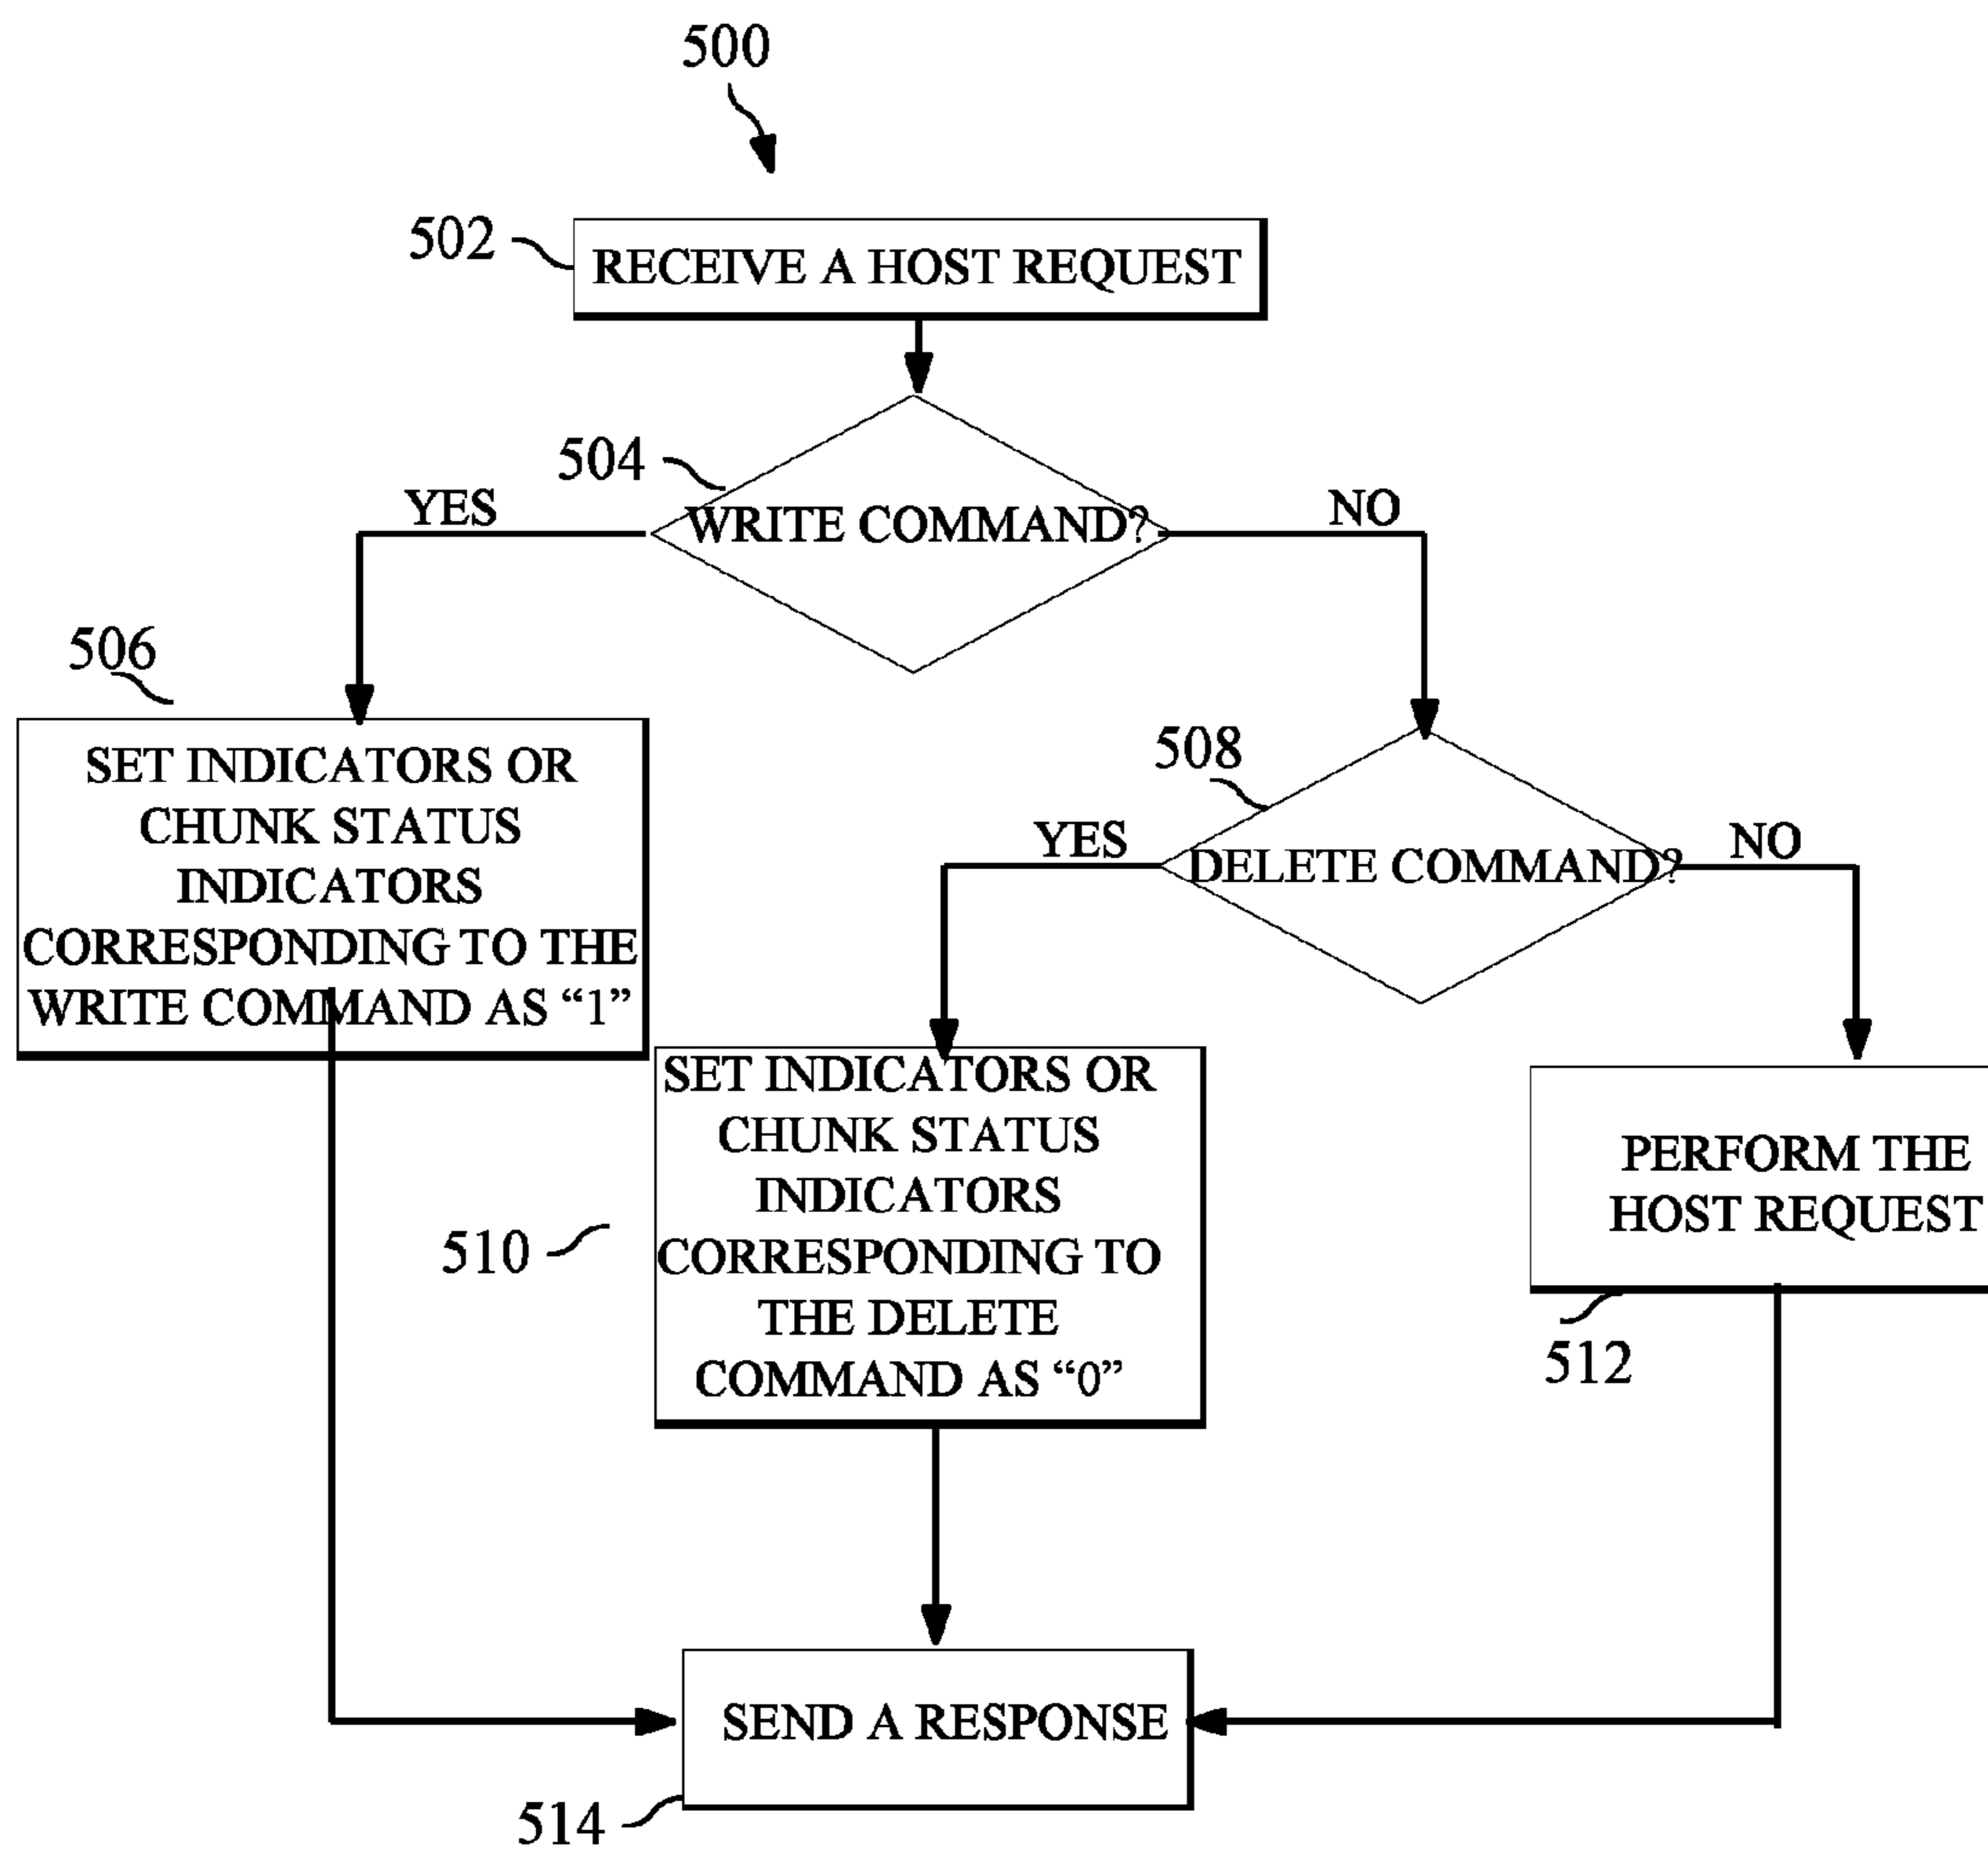 500
502
RECEIVE A HOST REQUEST
504
YES
WRITE COMMAND?
NO
506
SET INDICATORS OR
CHUNK STATUS
INDICATORS
CORRESPONDING TO THE
WRITE COMMAND AS “1”
508
YES
DELETE COMMAND?
NO
510
SET INDICATORS OR
CHUNK STATUS
INDICATORS
CORRESPONDING TO
THE DELETE
COMMAND AS “0”
PERFORM THE
HOST REQUEST
512
SEND A RESPONSE
514